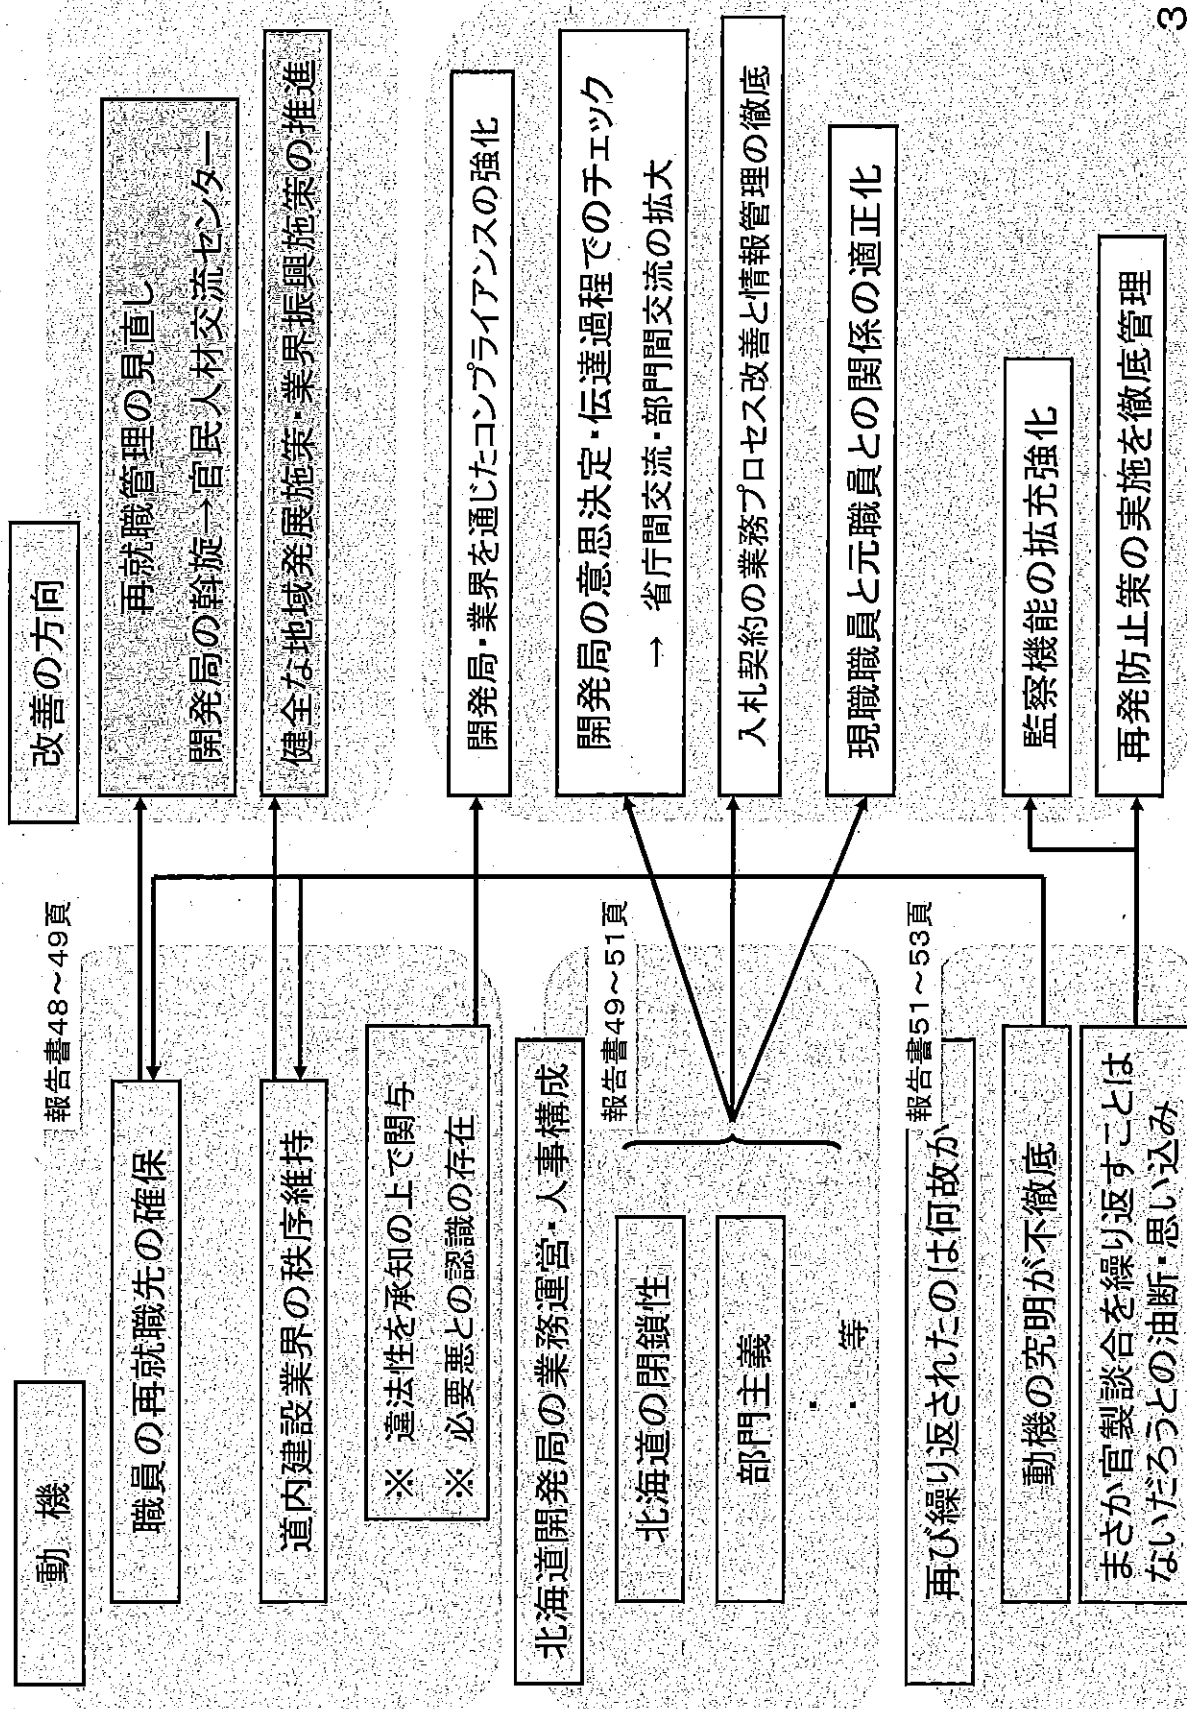 動　機
報告書48～49頁
職員の再就職先の確保
道内建設業界の秩序維持
※　違法性を承知の上で関与
※　必要悪との認識の存在
北海道開発局の業務運営・人事構成
報告書49～51頁
北海道の閉鎖性
部門主義
・
・　等
再び繰り返されたのは何故か
報告書51～53頁
動機の究明が不徹底
まさか官製談合を繰り返すことは
ないだろうとの油断・思い込み
改善の方向
再就職管理の見直し
開発局の斡旋→官民人材交流センター
健全な地域発展施策・業界振興施策の推進
開発局・業界を通じたコンプライアンスの強化
開発局の意思決定・伝達過程でのチェック
→　省庁間交流・部門間交流の拡大
入札契約の業務プロセス改善と情報管理の徹底
現職職員と元職員との関係の適正化
監察機能の拡充強化
再発防止策の実施を徹底管理
3